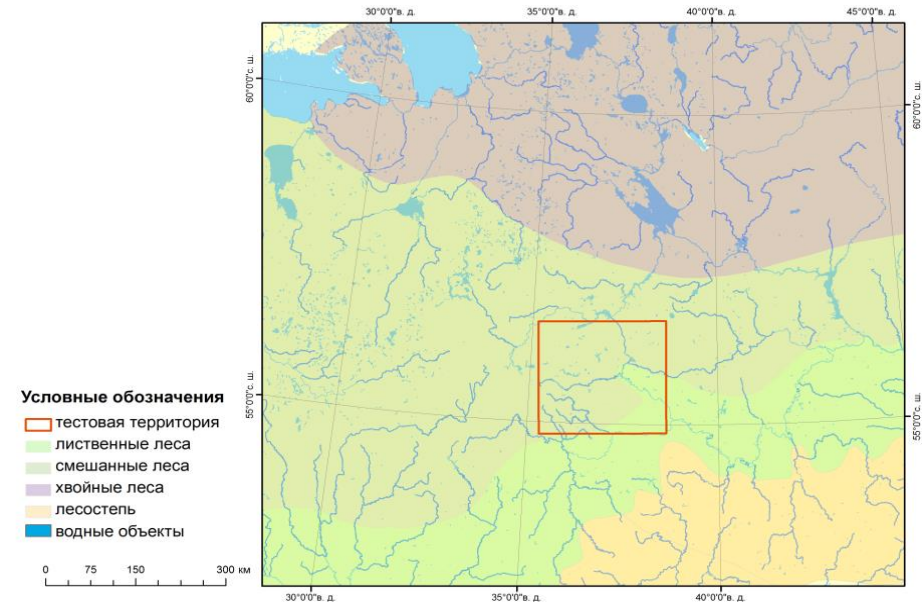 30°0'0"в. д. 35°0'0"в. д. 40°0'0"в. д. 45°0'0"в. д.
60°0'0"с. ш.
60°0'0"с. ш.
55°0'0"с. ш.
55°0'0"с. ш.
Условные обозначения
тестовая территория
лиственные леса
смешанные леса
хвойные леса
лесостепь
водные объекты
0 75 150 300 км
30°0'0"в. д. 35°0'0"в. д. 40°0'0"в. д.